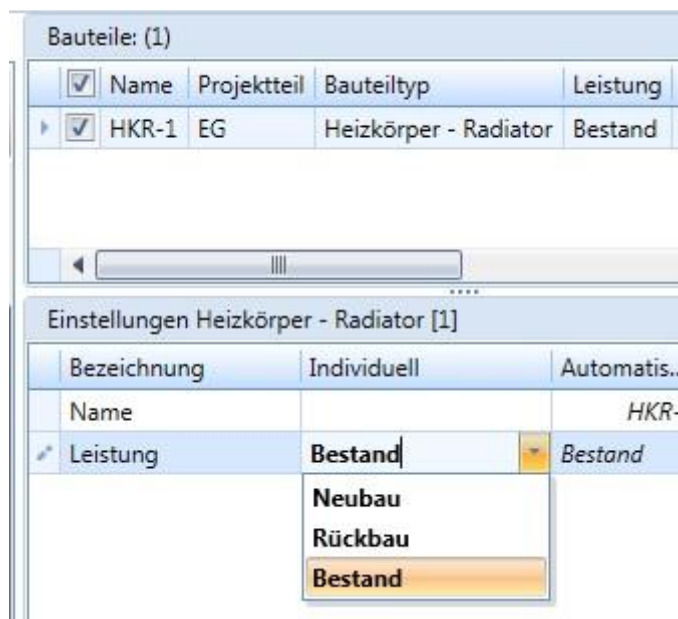 Bauteile: (1)
Name Projektteil Bauteiltyp Leistung
HKR-1 EG Heizkörper - Radiator Bestand
Einstellungen Heizkörper - Radiator [1]
Bezeichnung Individuell Automatis..
Name HKR-
Leistung Bestand Bestand
Neubau
Rückbau
Bestand